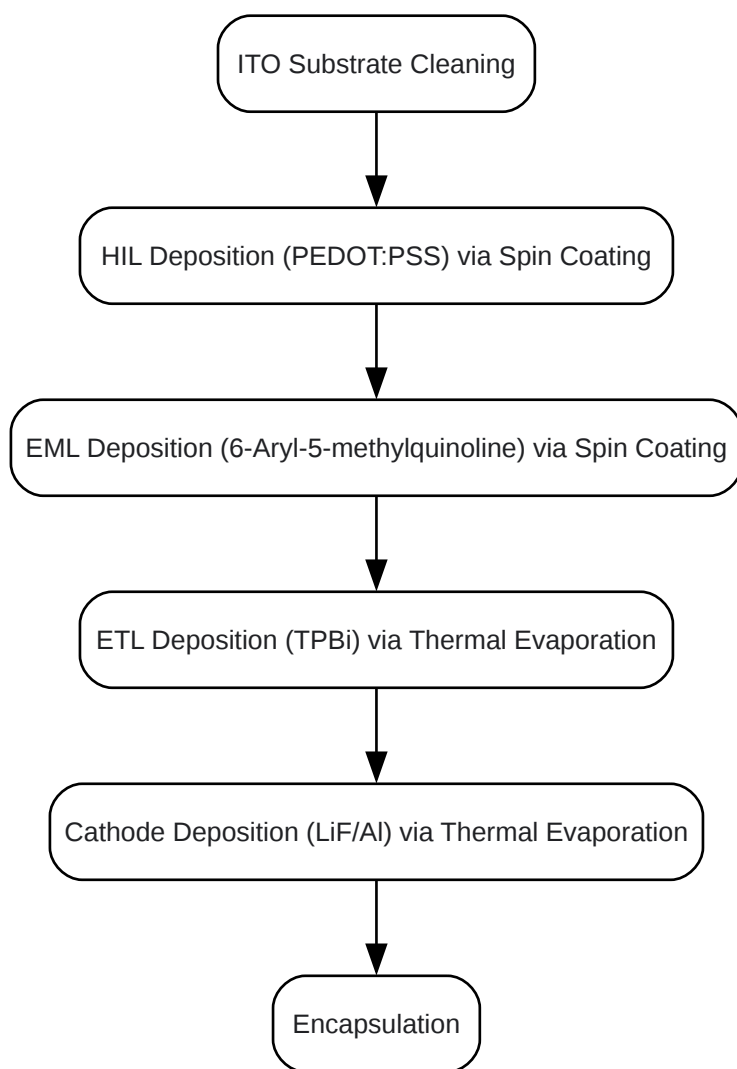 ITO Substrate Cleaning
HIL Deposition (PEDOT:PSS) via Spin Coating
EML Deposition (6-Aryl-5-methylquinoline) via Spin Coating
ETL Deposition (TPBi) via Thermal Evaporation
Cathode Deposition (LiF/Al) via Thermal Evaporation
Encapsulation